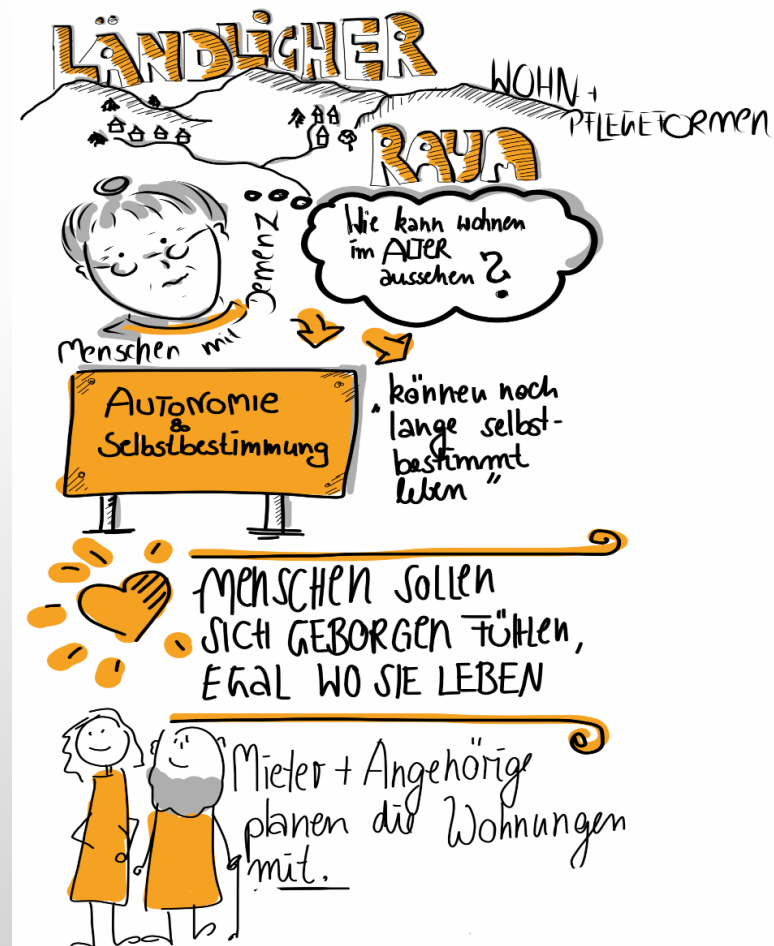 LÄNDLICHER
WOHN +
PFLEGEFORMEN
RAUM
Wie kann wohnen
im ALTER
aussehen ?
Menschen mit Demenz
AUTONOMIE
&
Selbstbestimmung
„können noch
lange selbst-
bestimmt
leben"
MENSCHEN SOLLEN
SICH GEBORGEN FÜHLEN,
EGAL WO SIE LEBEN
Mieter + Angehörige
planen die Wohnungen
mit.